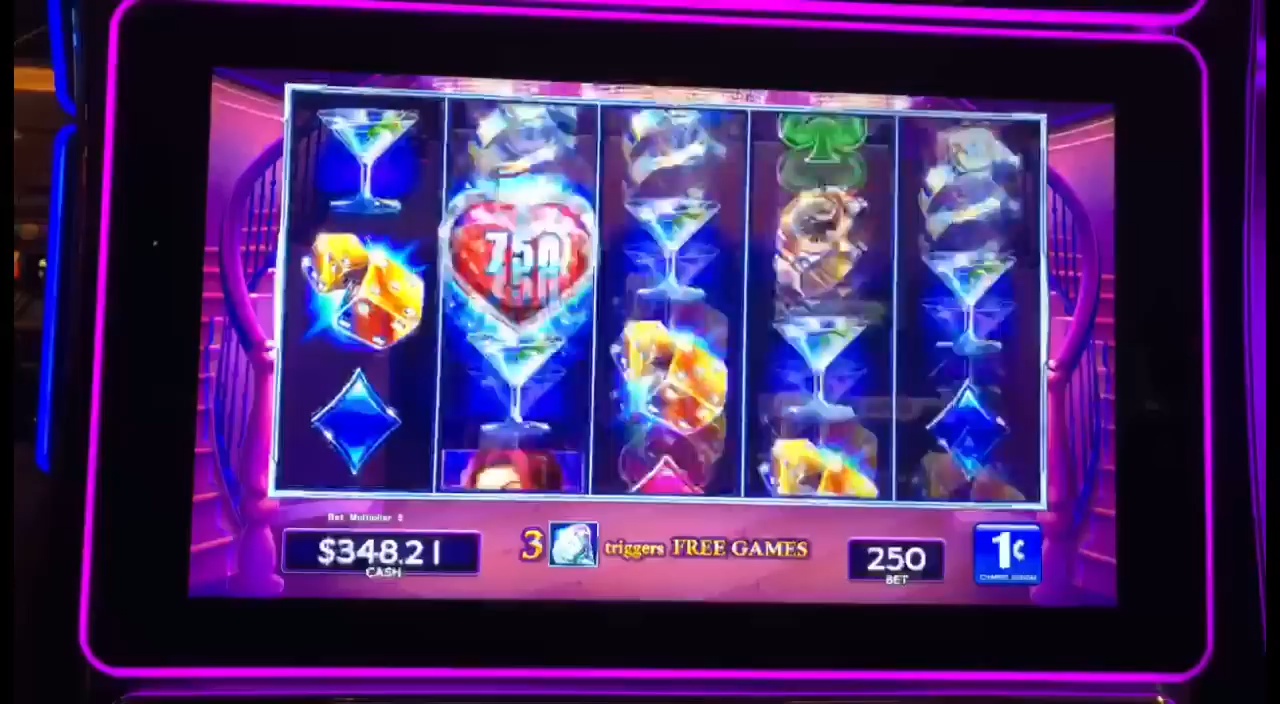 750
Bet Multiplier 5
$348.21
CASH
3 triggers FREE GAMES
250
BET
1¢